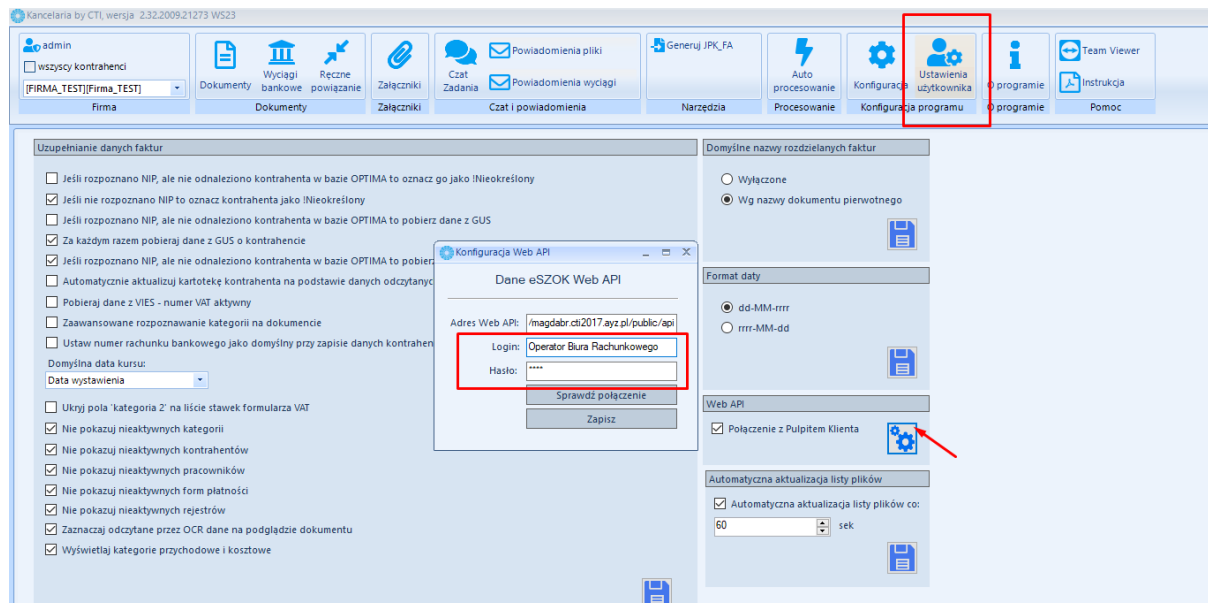 Kancelaria by CTI, wersja 2.32.2009.21273 WS23
admin
wszyscy kontrahenci
[FIRMA_TEST][Firma_TEST]
Firma
Dokumenty
Wyciągi bankowe
Ręczne powiązanie
Dokumenty
Załączniki
Załączniki
Czat Zadania
Powiadomienia pliki
Powiadomienia wyciągi
Czat i powiadomienia
Generuj JPK_FA
Narzędzia
Auto procesowanie
Procesowanie
Konfiguracja
Ustawienia użytkownika
Konfiguracja programu
O programie
O programie
Team Viewer
Instrukcja
Pomoc
Uzupełnianie danych faktur
Jeśli rozpoznano NIP, ale nie odnaleziono kontrahenta w bazie OPTIMA to oznacz go jako !Nieokreślony
Jeśli nie rozpoznano NIP to oznacz kontrahenta jako !Nieokreślony
Jeśli rozpoznano NIP, ale nie odnaleziono kontrahenta w bazie OPTIMA to pobierz dane z GUS
Za każdym razem pobieraj dane z GUS o kontrahencie
Jeśli rozpoznano NIP, ale nie odnaleziono kontrahenta w bazie OPTIMA to pobierz
Automatycznie aktualizuj kartotekę kontrahenta na podstawie danych odczytanyc
Pobieraj dane z VIES - numer VAT aktywny
Zaawansowane rozpoznawanie kategorii na dokumencie
Ustaw numer rachunku bankowego jako domyślny przy zapisie danych kontrahen
Domyślna data kursu:
Data wystawienia
Ukryj pola 'kategoria 2' na liście stawek formularza VAT
Nie pokazuj nieaktywnych kategorii
Nie pokazuj nieaktywnych kontrahentów
Nie pokazuj nieaktywnych pracowników
Nie pokazuj nieaktywnych form płatności
Nie pokazuj nieaktywnych rejestrów
Zaznaczaj odczytane przez OCR dane na podglądzie dokumentu
Wyświetlaj kategorie przychodowe i kosztowe
Konfiguracja Web API
Dane eSZOK Web API
Adres Web API: /magdabr.cti2017.ayz.pl/public/api
Login: Operator Biura Rachunkowego
Hasło: ****
Sprawdź połączenie
Zapisz
Domyślne nazwy rozdzielanych faktur
Wyłączone
Wg nazwy dokumentu pierwotnego
Format daty
dd-MM-rrrr
rrrr-MM-dd
Web API
Połączenie z Pulpitem Klienta
Automatyczna aktualizacja listy plików
Automatyczna aktualizacja listy plików co:
60 sek